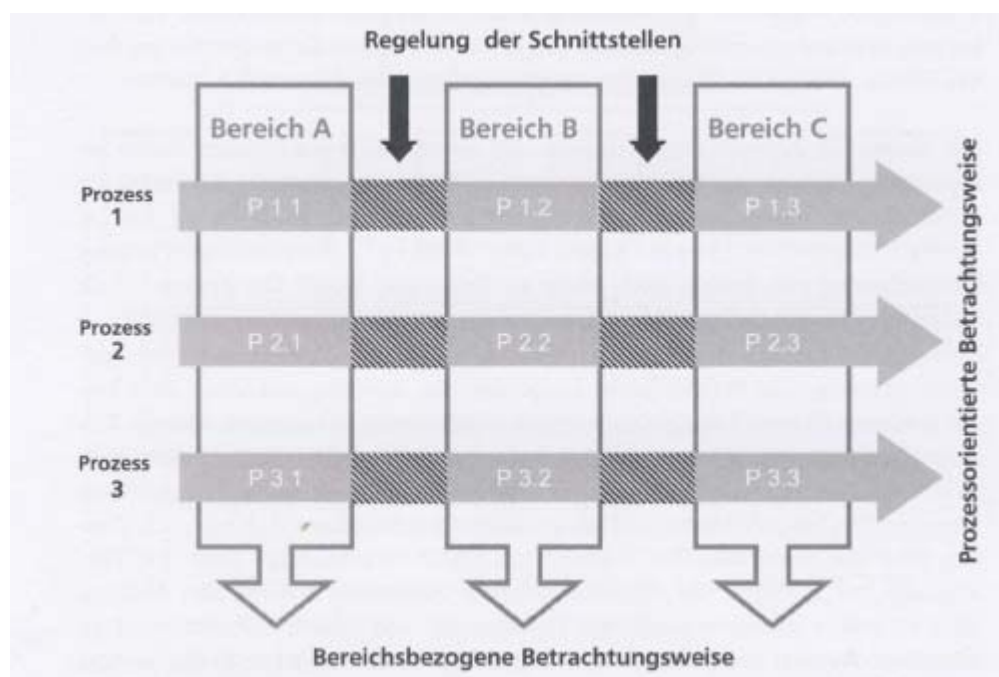 Regelung der Schnittstellen
Bereich A
Bereich B
Bereich C
Prozess
1
P 1.1
P 1.2
P 1.3
Prozess
2
P 2.1
P 2.2
P 2.3
Prozess
3
P 3.1
P 3.2
P 3.3
Prozessorientierte Betrachtungsweise
Bereichsbezogene Betrachtungsweise